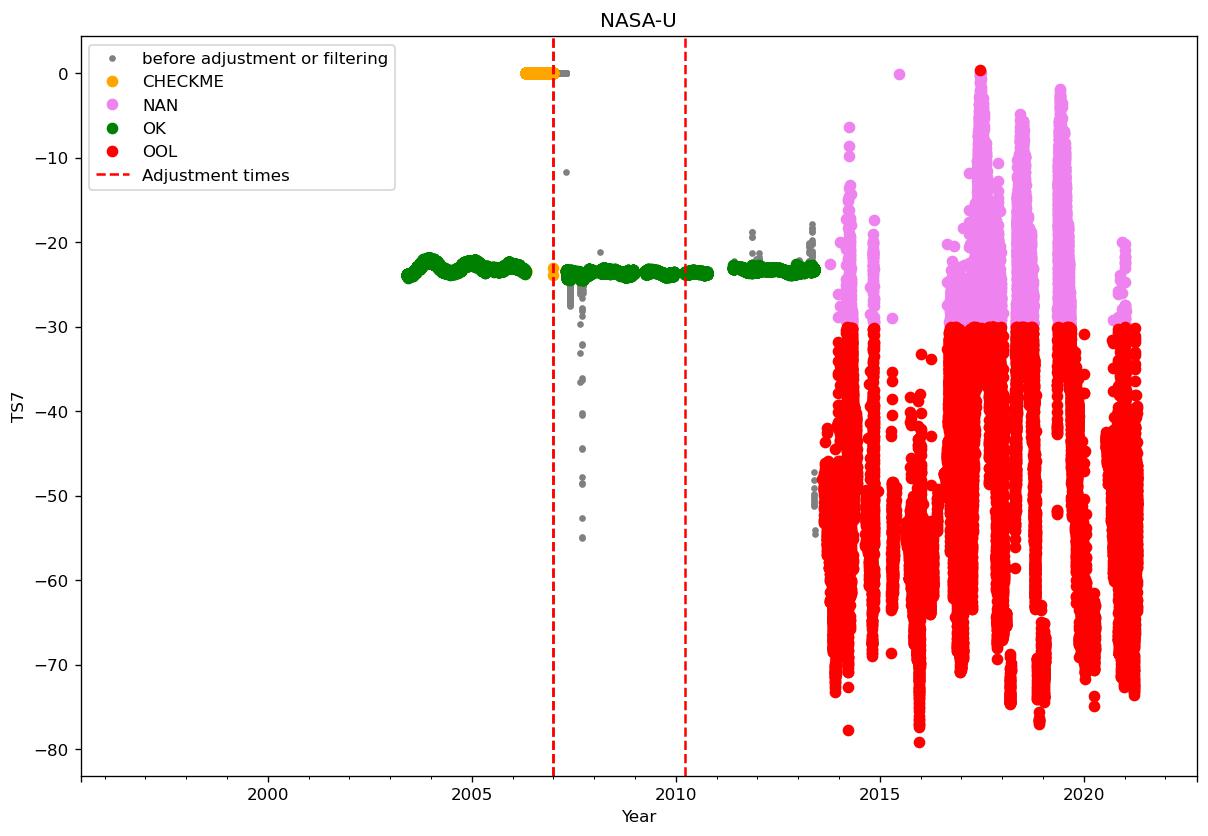 NASA-U
before adjustment or filtering
CHECKME
NAN
OK
OOL
Adjustment times
TS7
0
−10
−20
−30
−40
−50
−60
−70
−80
2000 2005 2010 2015 2020
Year